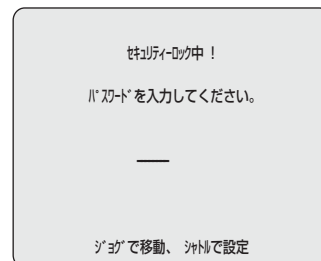 ｾｷｭﾘﾃｨｰﾛｯｸ中！
ﾊﾟｽﾜｰﾄﾞを入力してください。
ｼﾞｮｸﾞで移動、 ｼｬﾄﾙで設定